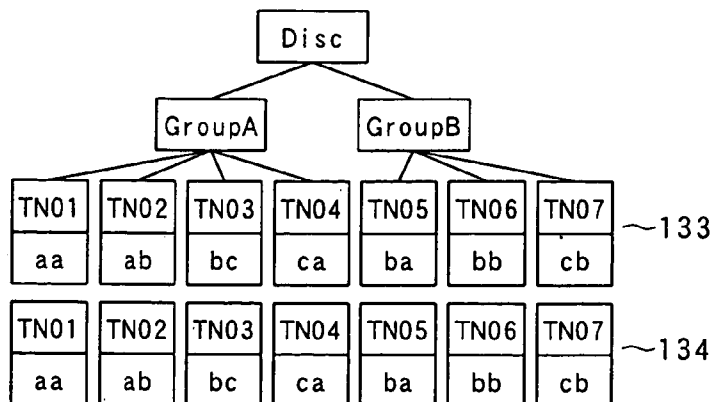 Disc
GroupA GroupB
TN01 TN02 TN03 TN04 TN05 TN06 TN07
~133
aa ab bc ca ba bb cb
TN01 TN02 TN03 TN04 TN05 TN06 TN07
~134
aa ab bc ca ba bb cb